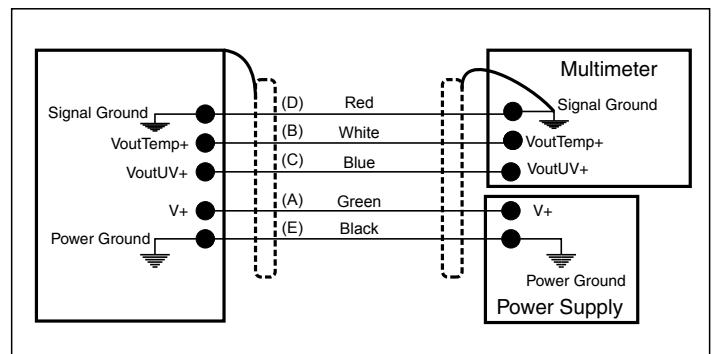 Multimeter
Signal Ground (D) Red Signal Ground
VoutTemp+ (B) White VoutTemp+
VoutUV+ (C) Blue VoutUV+
V+ (A) Green V+
Power Ground (E) Black
Power Ground
Power Supply